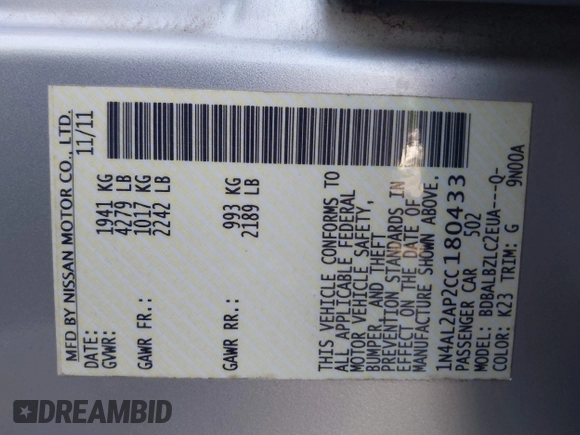 MFD BY NISSAN MOTOR CO., LTD.
DATE: 11/11
GVWR: 1941 KG
4279 LB
GAWR FR.: 1017 KG
2242 LB
GAWR RR.: 993 KG
2189 LB
THIS VEHICLE CONFORMS TO
ALL APPLICABLE FEDERAL
MOTOR VEHICLE SAFETY,
BUMPER, AND THEFT
PREVENTION STANDARDS IN
EFFECT ON THE DATE OF
MANUFACTURE SHOWN ABOVE.
1N4AL2AP2CC180433
PASSENGER CAR 502
MODEL: BDBALBZLC2EUA---Q-
COLOR: K23 TRIM: G 9N00A
DREAMBID